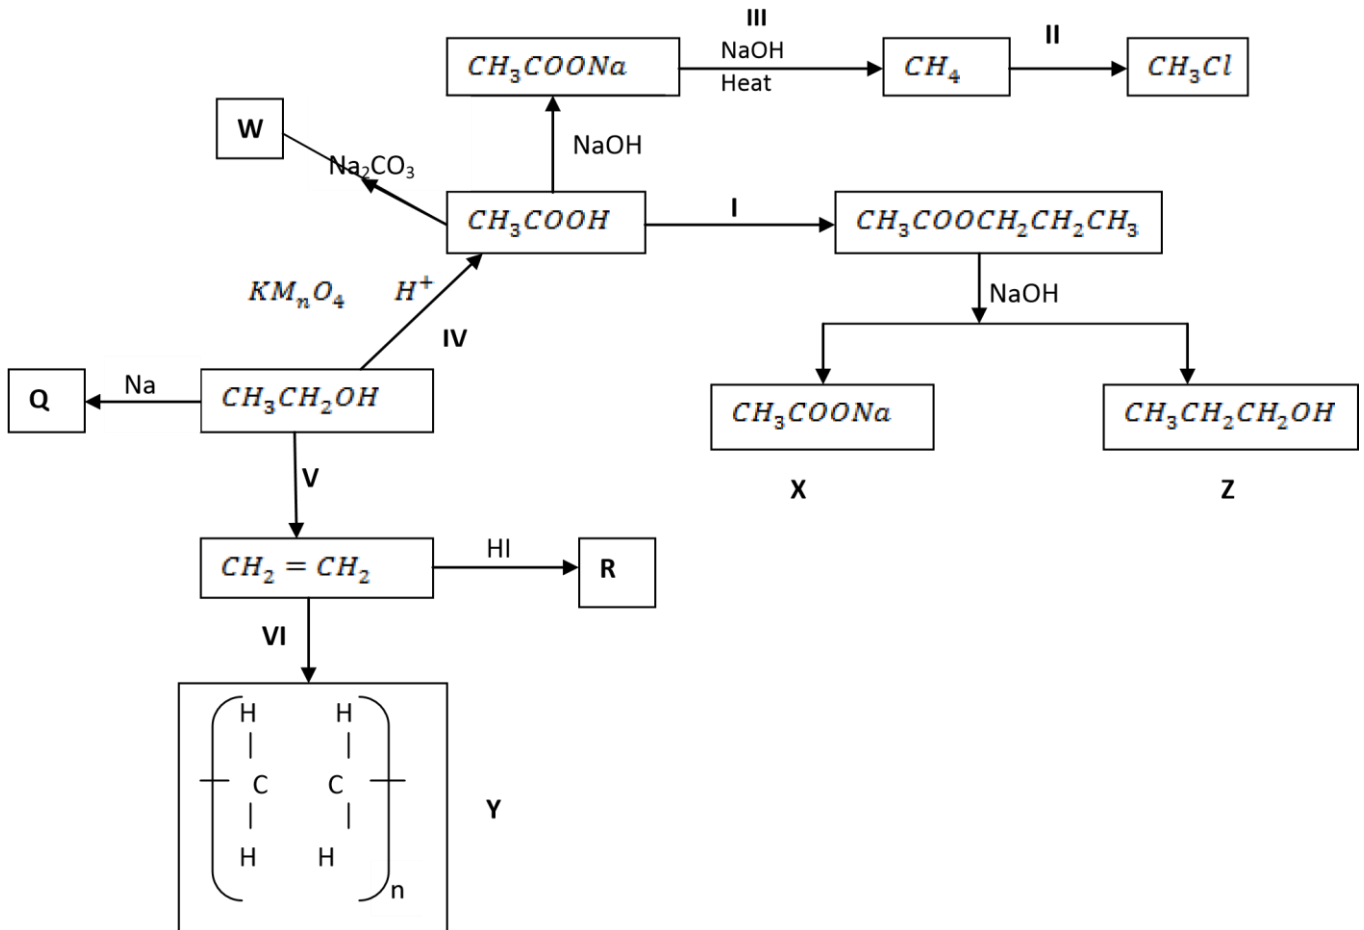 III
II
CH₃COONa
NaOH
Heat
CH₄
CH₃Cl
W
Na₂CO₃
NaOH
CH₃COOH
I
CH₃COOCH₂CH₂CH₃
KMₙO₄
H⁺
NaOH
IV
Q
Na
CH₃CH₂OH
CH₃COONa
CH₃CH₂CH₂OH
V
X
Z
CH₂ = CH₂
HI
R
VI
H H
C C
Y
H H
n